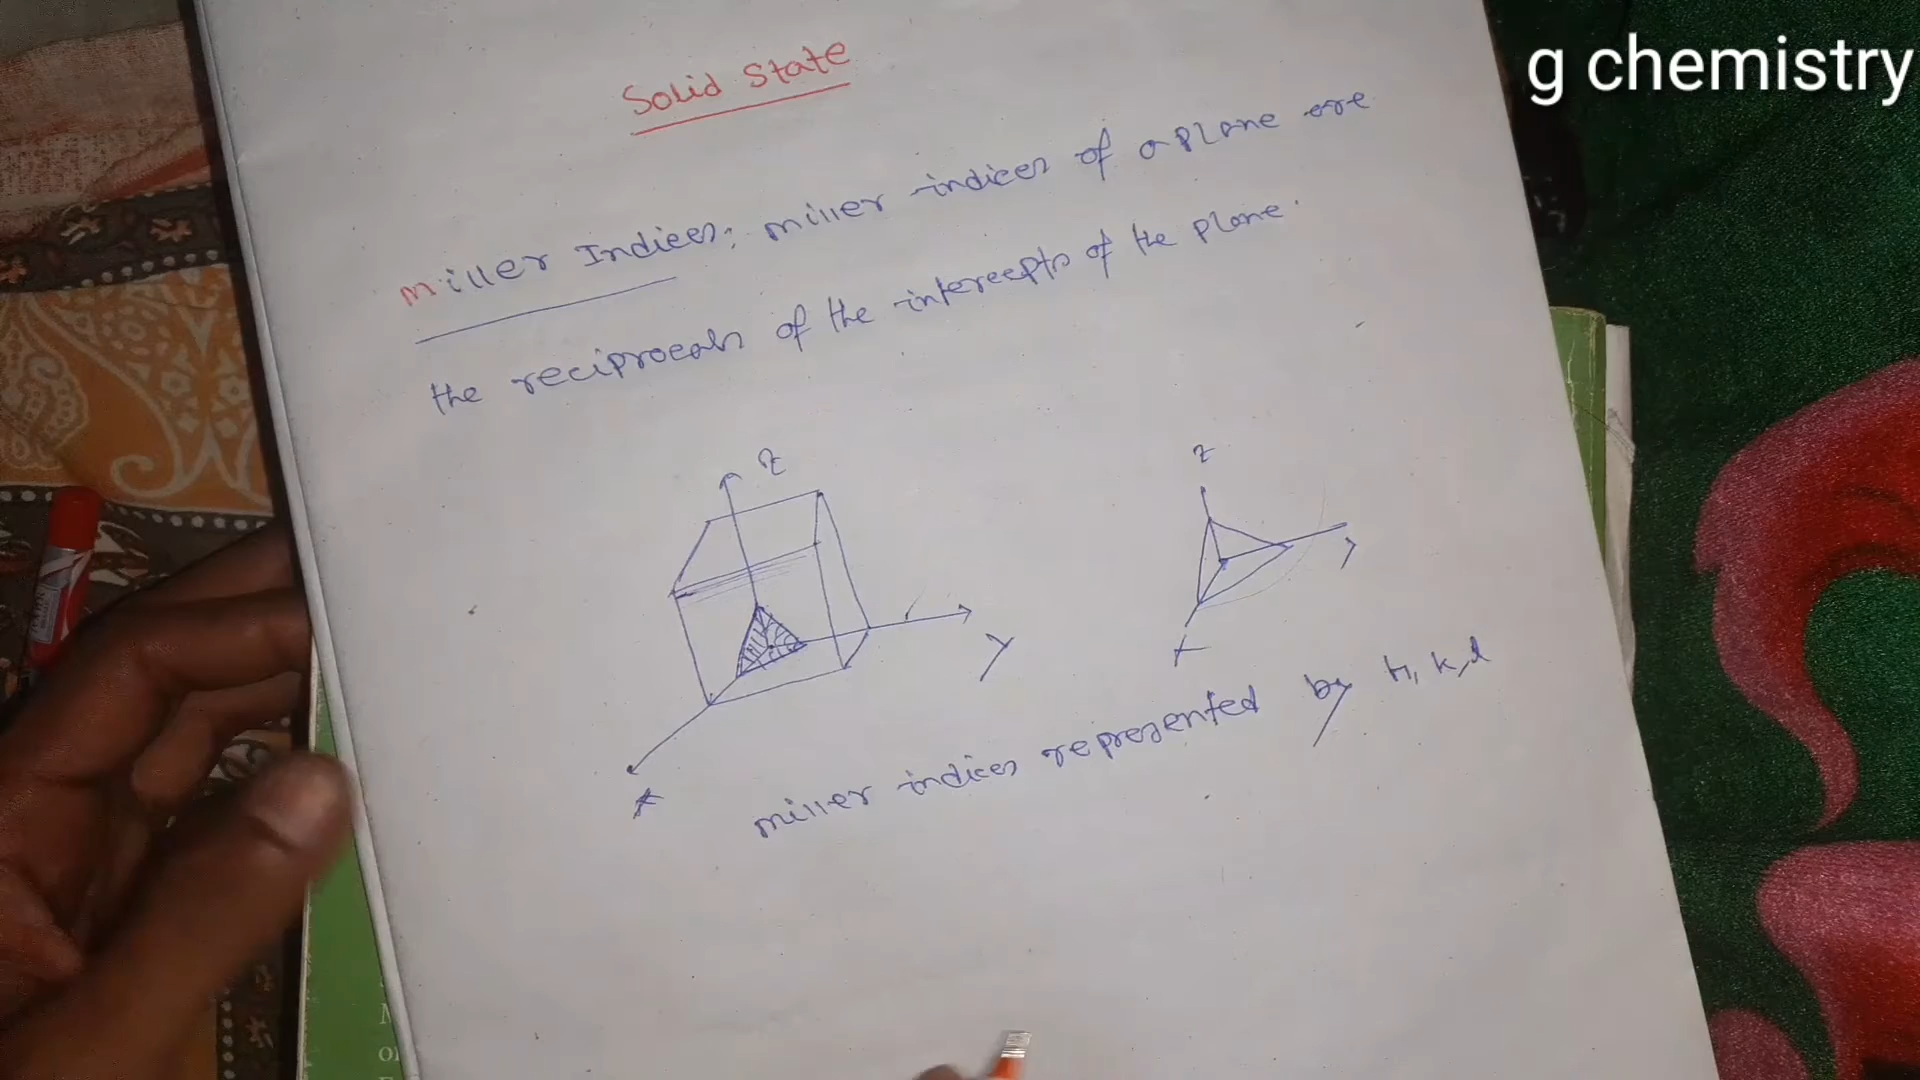 g chemistry
Solid State
Miller Indices: miller indices of a plane are
the reciprocals of the intercepts of the plane.
z
z
y
y
x
x
miller indices represented by h, k, l